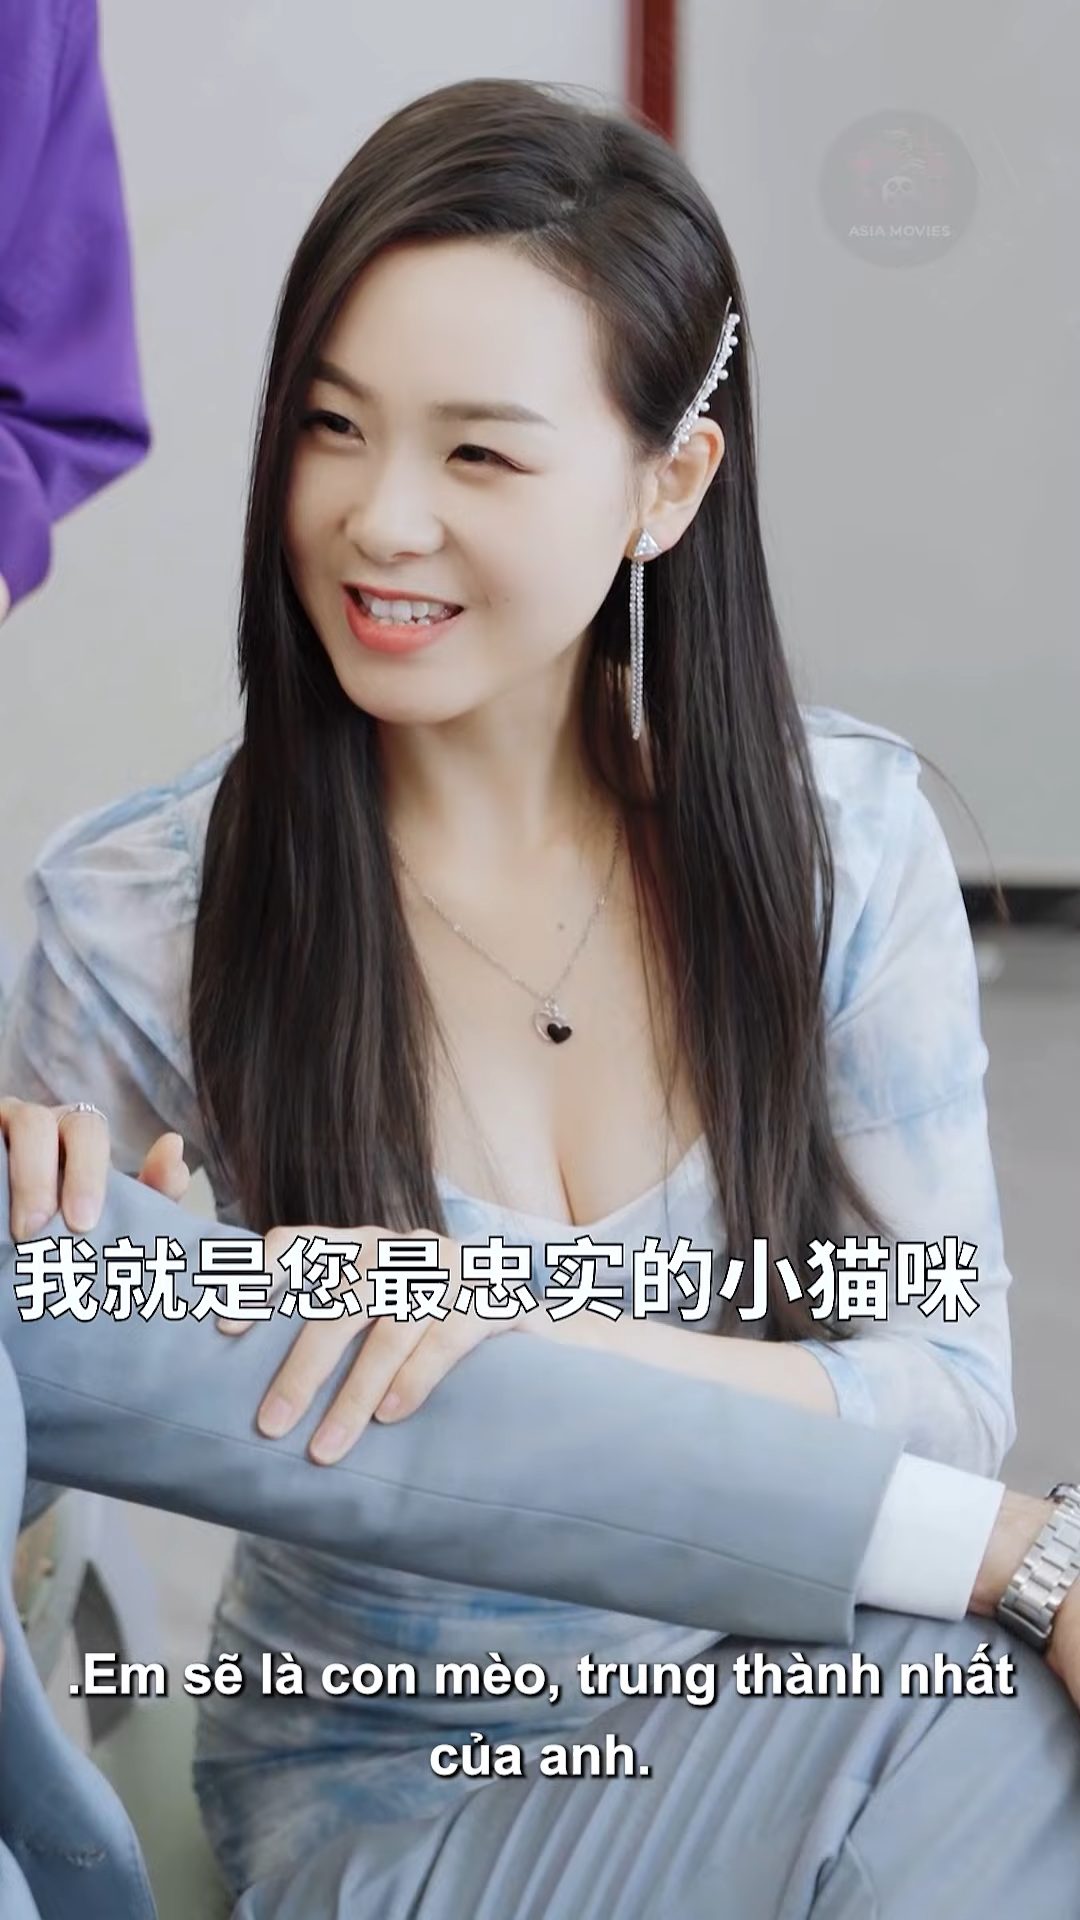 ASIA MOVIES
我就是您最忠实的小猫咪
.Em sẽ là con mèo, trung thành nhất
của anh.